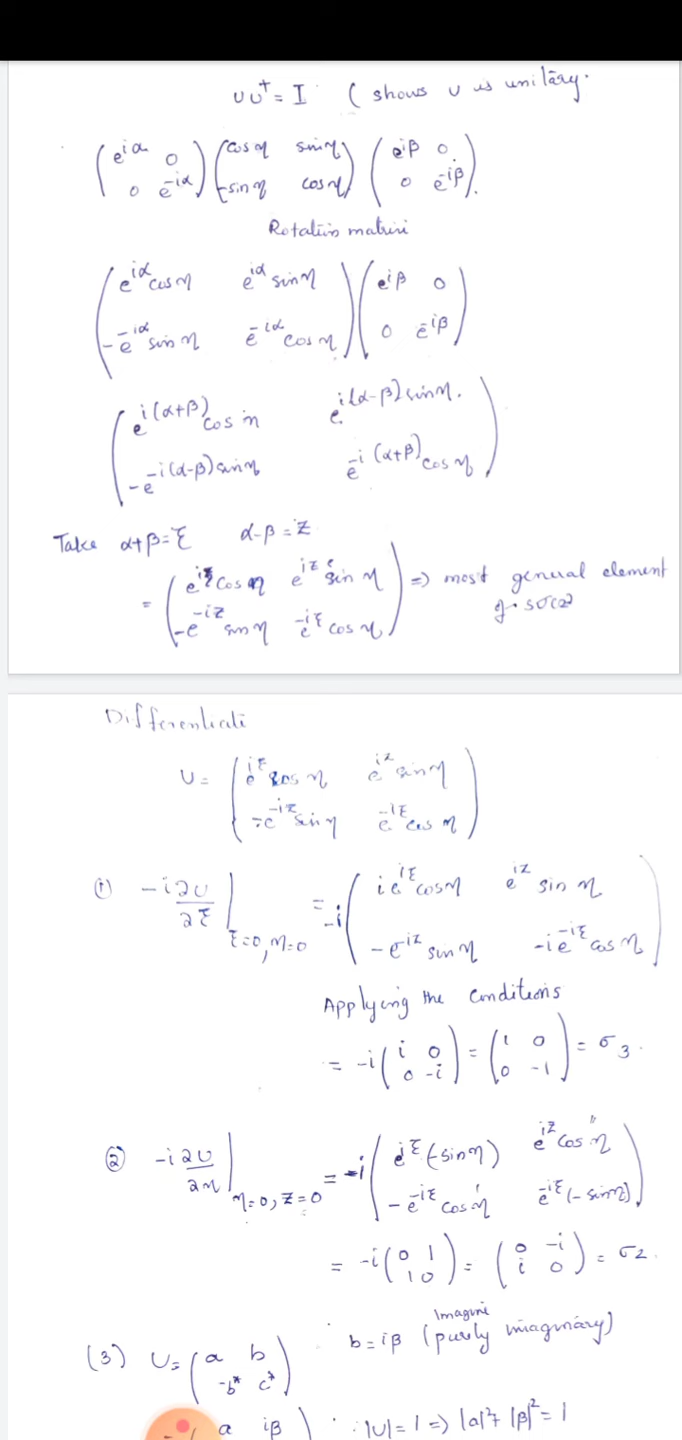 UU† = I ( shows U is unitary.
(e^{iα} 0 ; 0 e^{-iα}) (cos η sin η ; -sin η cos η) (e^{iβ} 0 ; 0 e^{-iβ}).
Rotation matrix
(e^{iα} cos η e^{iα} sin η ; -e^{-iα} sin η e^{-iα} cos η) (e^{iβ} 0 ; 0 e^{-iβ})
(e^{i(α+β)} cos η e^{i(α-β)} sin η. ; -e^{-i(α-β)} sin η e^{-i(α+β)} cos η)
Take α+β = ξ α-β = z
= (e^{iξ} cos η e^{iz} sin η ; -e^{-iz} sin η e^{-iξ} cos η) => most general element
Differentiate
U = (e^{iξ} cos η e^{iz} sin η ; -e^{-iz} sin η e^{-iξ} cos η)
① -i ∂U/∂ξ |_{ξ=0, η=0} = -i (i e^{iξ} cos η e^{iz} sin η ; -e^{iz} sin η -i e^{-iξ} cos η)
Applying the conditions
= -i (i 0 ; 0 -i) = (1 0 ; 0 -1) = σ3.
② -i ∂U/∂η |_{η=0, z=0} = -i (e^{iξ} (-sin η) e^{iz} cos η ; -e^{-iξ} cos η e^{-iξ} (-sin η))
= -i (0 1 ; 1 0) = (0 -i ; i 0) = σ2.
(3) U = (a b ; -b* c*) b = iβ (purely imaginary)
a iβ ) ∴ |U| = 1 => |a|²+ |β|² = 1